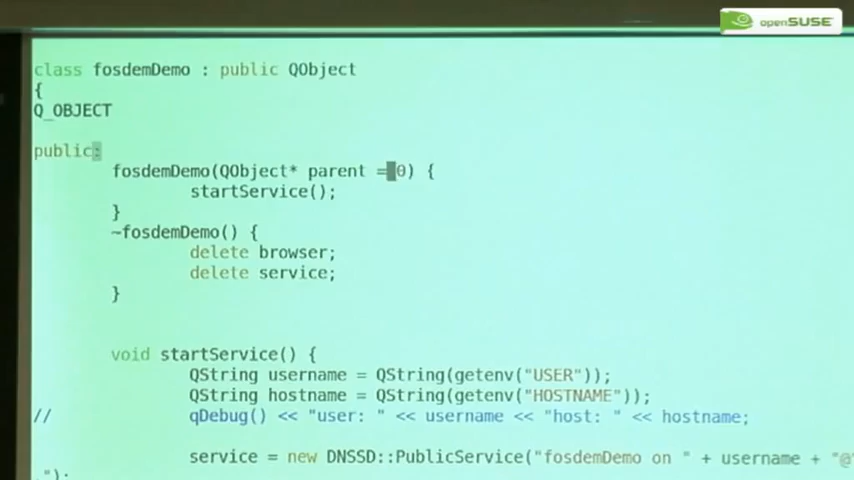 openSUSE
class fosdemDemo : public QObject
{
Q_OBJECT
public:
fosdemDemo(QObject* parent = 0) {
startService();
}
~fosdemDemo() {
delete browser;
delete service;
}
void startService() {
QString username = QString(getenv("USER"));
QString hostname = QString(getenv("HOSTNAME"));
// qDebug() << "user: " << username << "host: " << hostname;
service = new DNSSD::PublicService("fosdemDemo on " + username + "@"
.");